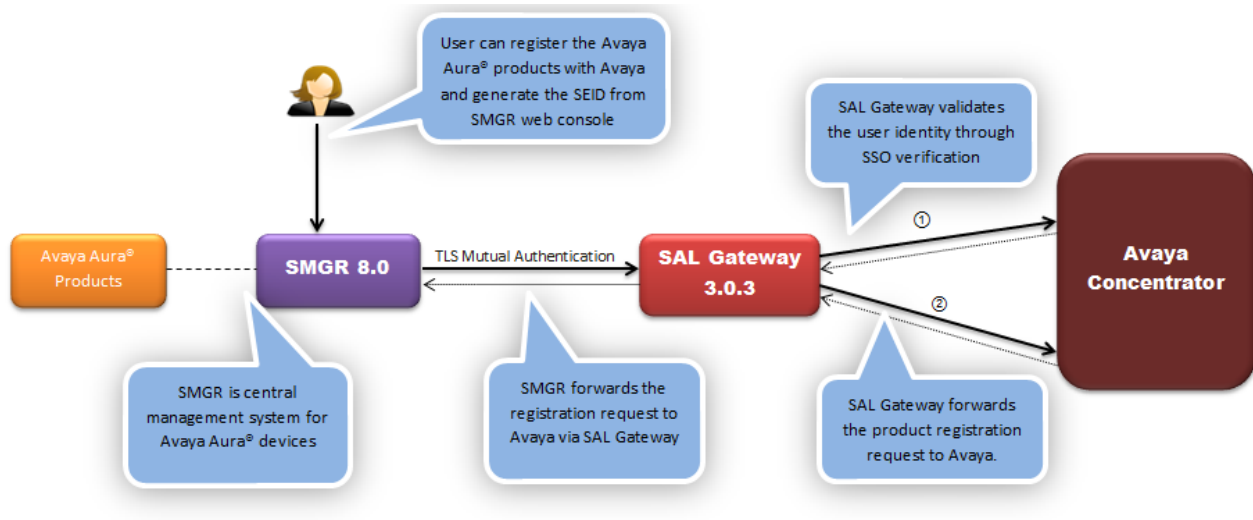 User can register the Avaya
Aura® products with Avaya
and generate the SEID from
SMGR web console
SAL Gateway validates
the user identity through
SSO verification
Avaya Aura®
Products
SMGR 8.0
TLS Mutual Authentication
SAL Gateway
3.0.3
①
②
Avaya
Concentrator
SMGR is central
management system for
Avaya Aura® devices
SMGR forwards the
registration request to
Avaya via SAL Gateway
SAL Gateway forwards
the product registration
request to Avaya.